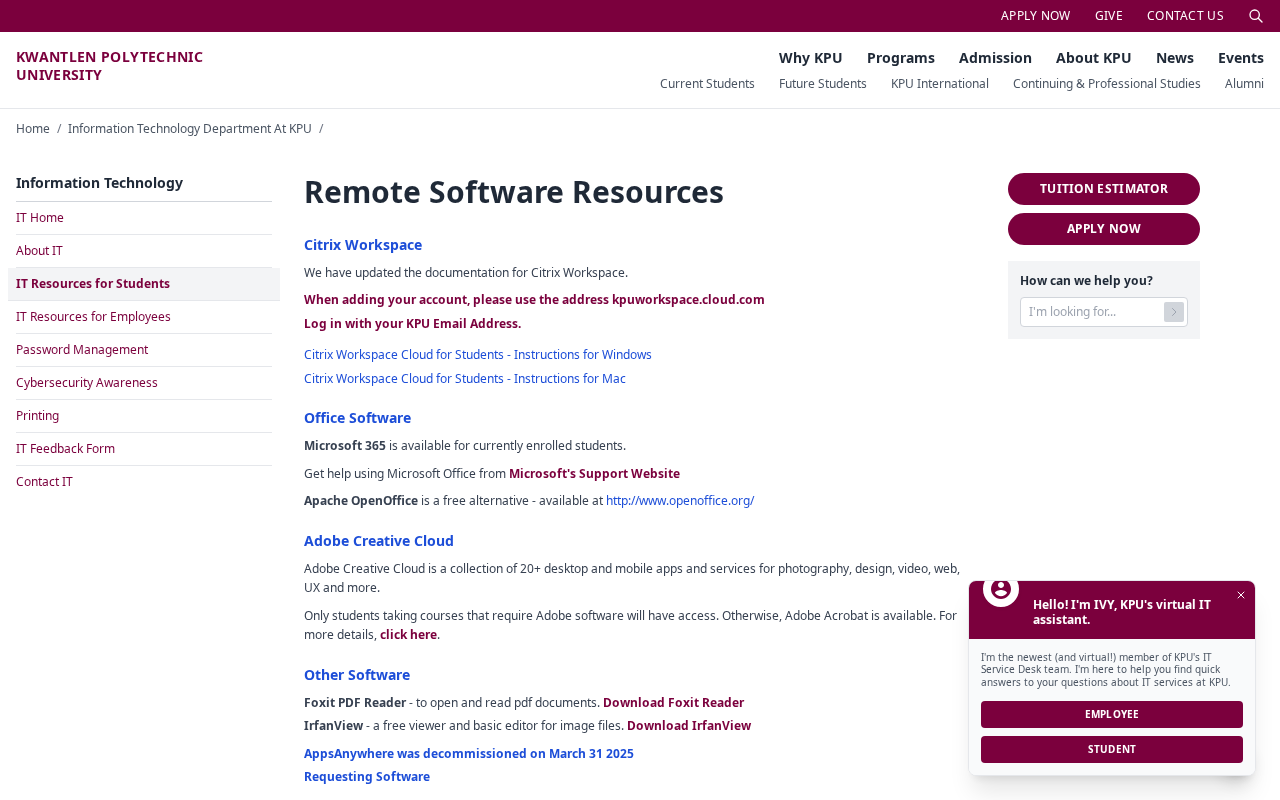 APPLY NOW GIVE CONTACT US
KWANTLEN POLYTECHNIC
UNIVERSITY
Why KPU Programs Admission About KPU News Events
Current Students Future Students KPU International Continuing & Professional Studies Alumni
Home / Information Technology Department At KPU /
Information Technology
IT Home
About IT
IT Resources for Students
IT Resources for Employees
Password Management
Cybersecurity Awareness
Printing
IT Feedback Form
Contact IT
Remote Software Resources
Citrix Workspace
We have updated the documentation for Citrix Workspace.
When adding your account, please use the address kpuworkspace.cloud.com
Log in with your KPU Email Address.
Citrix Workspace Cloud for Students - Instructions for Windows
Citrix Workspace Cloud for Students - Instructions for Mac
Office Software
Microsoft 365 is available for currently enrolled students.
Get help using Microsoft Office from Microsoft's Support Website
Apache OpenOffice is a free alternative - available at http://www.openoffice.org/
Adobe Creative Cloud
Adobe Creative Cloud is a collection of 20+ desktop and mobile apps and services for photography, design, video, web,
UX and more.
Only students taking courses that require Adobe software will have access. Otherwise, Adobe Acrobat is available. For
more details, click here.
Other Software
Foxit PDF Reader - to open and read pdf documents. Download Foxit Reader
IrfanView - a free viewer and basic editor for image files. Download IrfanView
AppsAnywhere was decommissioned on March 31 2025
Requesting Software
TUITION ESTIMATOR
APPLY NOW
How can we help you?
I'm looking for...
Hello! I'm IVY, KPU's virtual IT
assistant.
I'm the newest (and virtual!) member of KPU's IT
Service Desk team. I'm here to help you find quick
answers to your questions about IT services at KPU.
EMPLOYEE
STUDENT